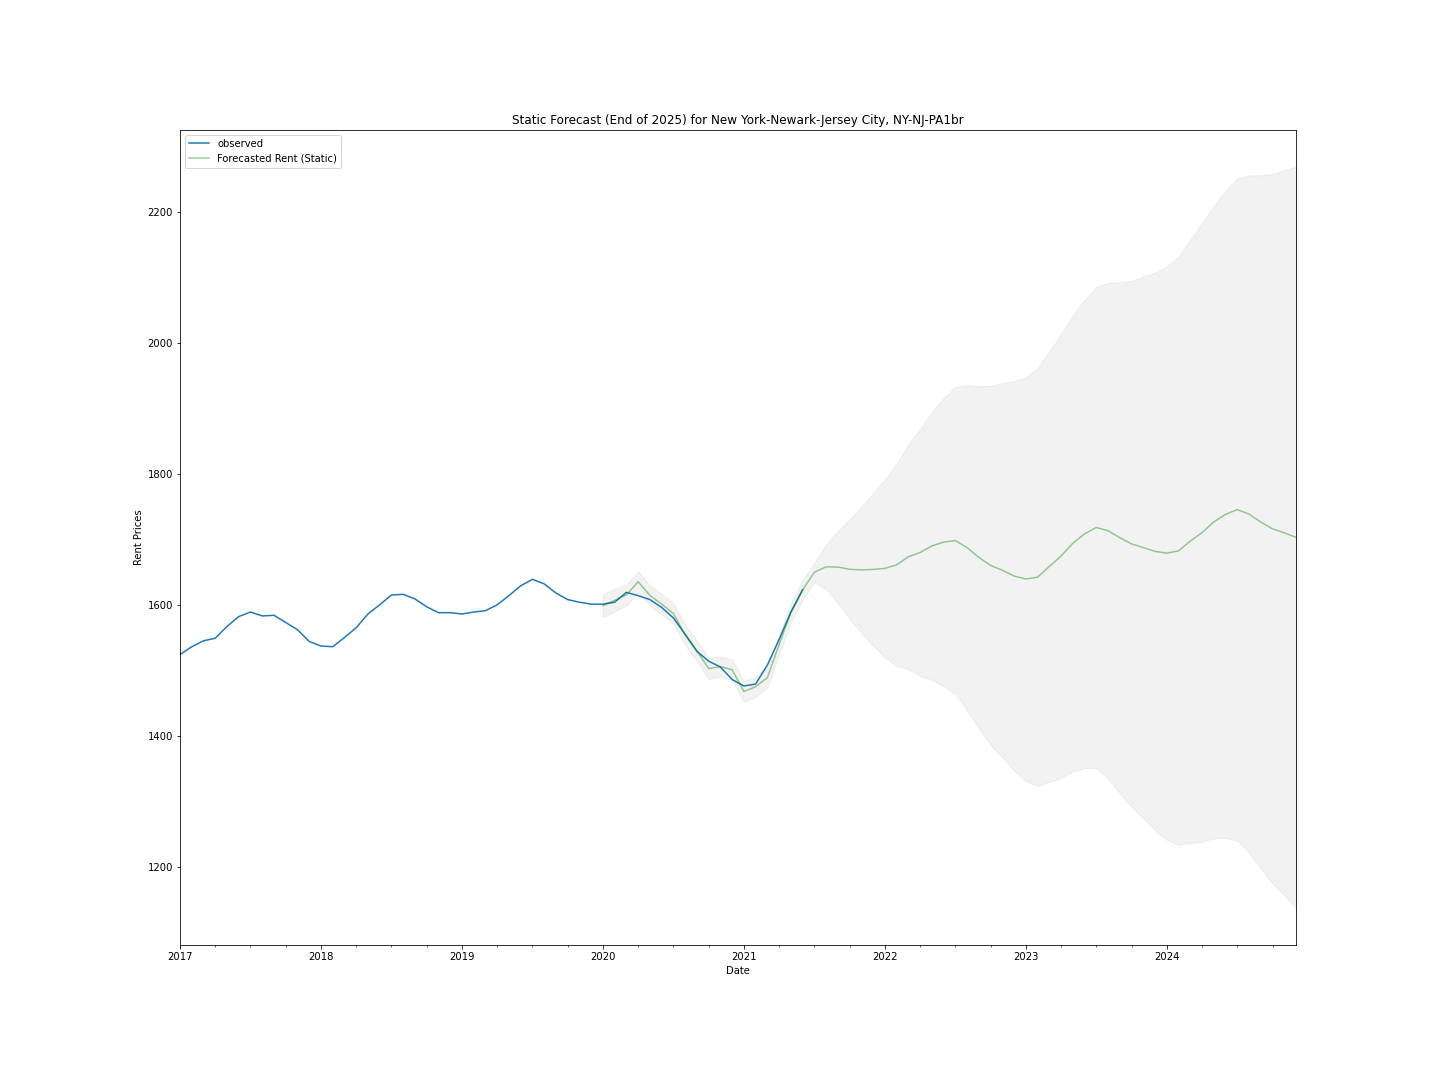 Static Forecast (End of 2025) for New York-Newark-Jersey City, NY-NJ-PA1br
observed
Forecasted Rent (Static)
Rent Prices
2200
2000
1800
1600
1400
1200
2017 2018 2019 2020 2021 2022 2023 2024
Date